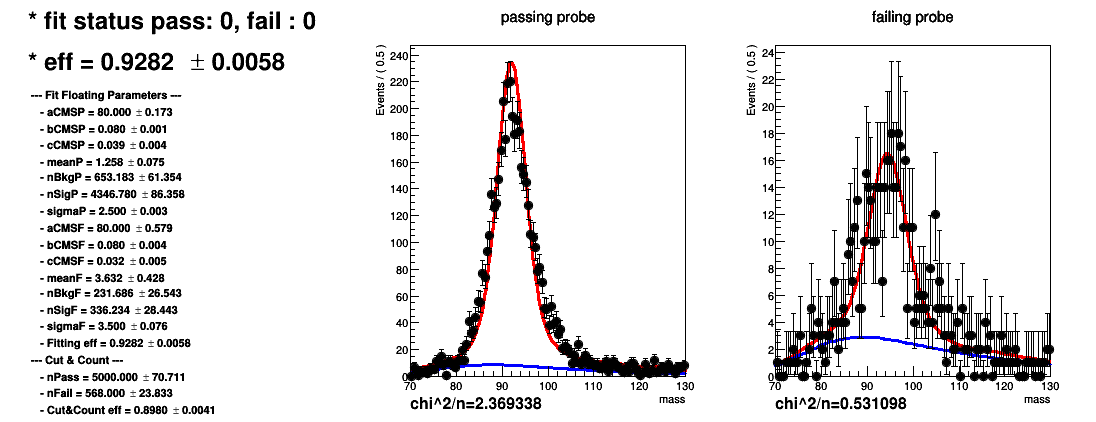 * fit status pass: 0, fail : 0
* eff = 0.9282 ± 0.0058
--- Fit Floating Parameters ---
- aCMSP = 80.000 ± 0.173
- bCMSP = 0.080 ± 0.001
- cCMSP = 0.039 ± 0.004
- meanP = 1.258 ± 0.075
- nBkgP = 653.183 ± 61.354
- nSigP = 4346.780 ± 86.358
- sigmaP = 2.500 ± 0.003
- aCMSF = 80.000 ± 0.579
- bCMSF = 0.080 ± 0.004
- cCMSF = 0.032 ± 0.005
- meanF = 3.632 ± 0.428
- nBkgF = 231.686 ± 26.543
- nSigF = 336.234 ± 28.443
- sigmaF = 3.500 ± 0.076
- Fitting eff = 0.9282 ± 0.0058
--- Cut & Count ---
- nPass = 5000.000 ± 70.711
- nFail = 568.000 ± 23.833
- Cut&Count eff = 0.8980 ± 0.0041
passing probe
Events / ( 0.5 )
220
200
180
160
140
120
100
80
60
40
20
0
70 80 90 100 110 120 130
mass
chi^2/n=2.369338
failing probe
Events / ( 0.5 )
24
22
20
18
16
14
12
10
8
6
4
2
0
70 80 90 100 110 120 130
mass
chi^2/n=0.531098